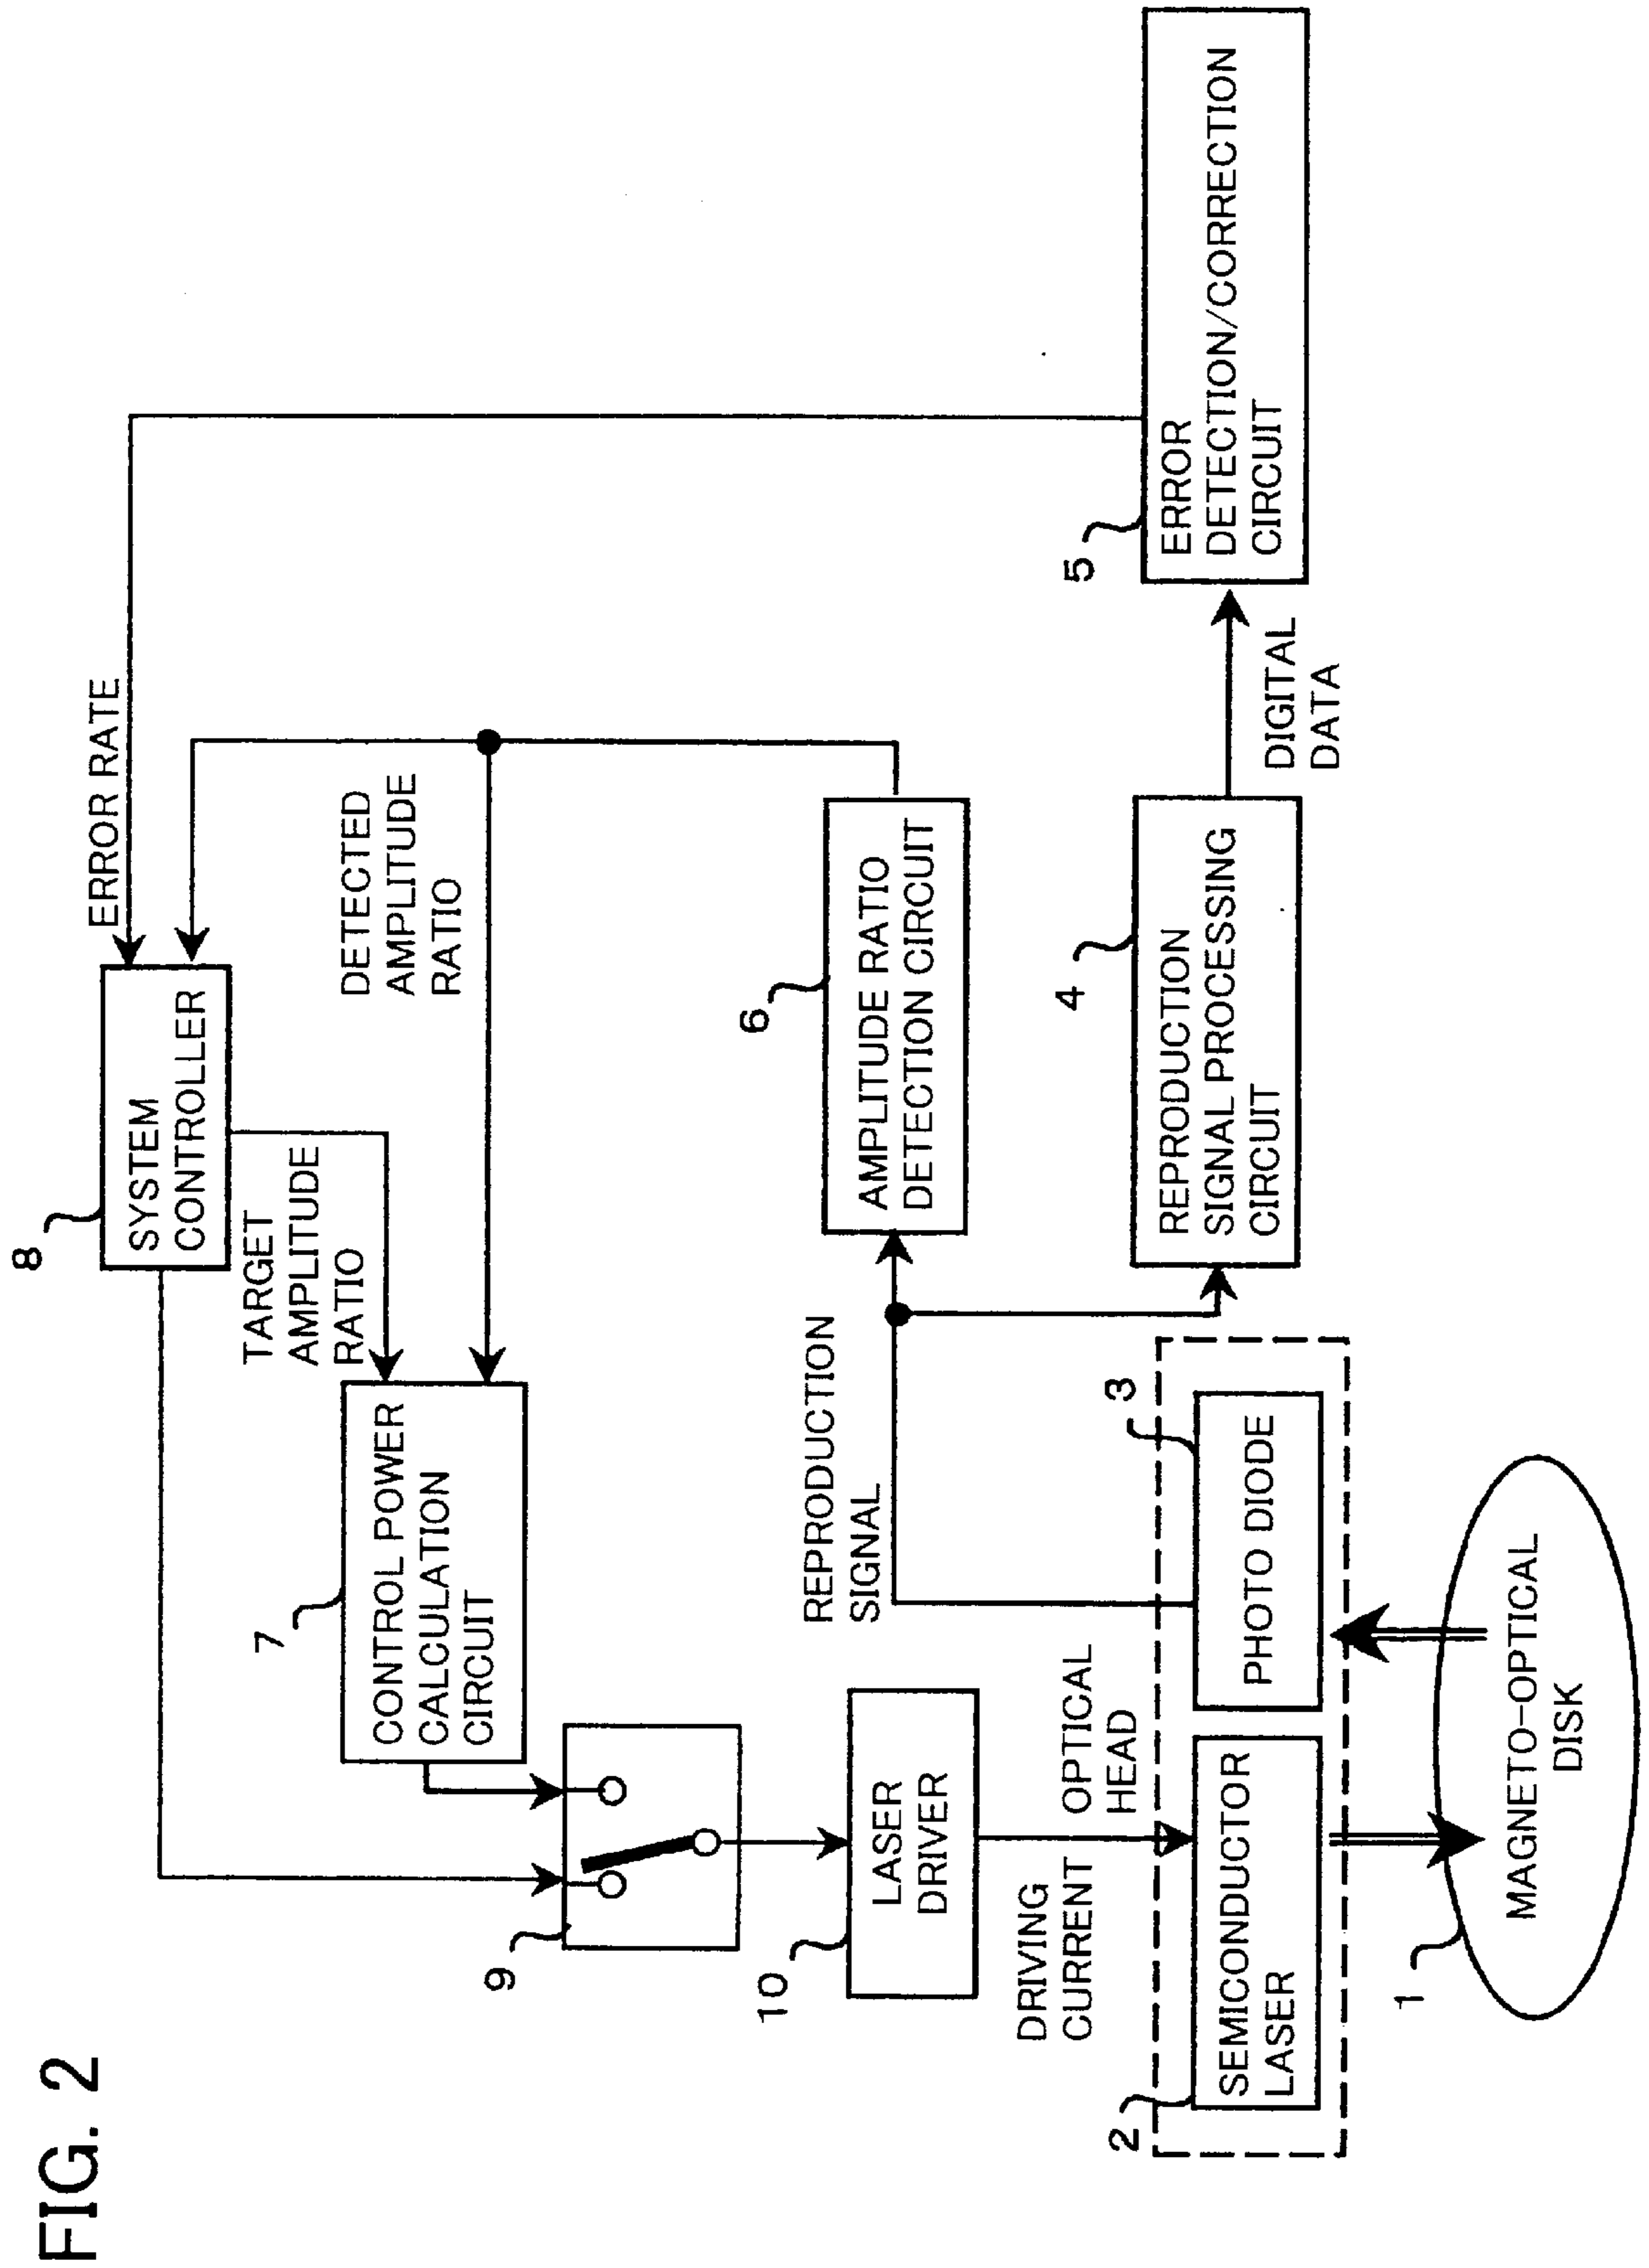 FIG. 2
8
SYSTEM
CONTROLLER
ERROR RATE
TARGET
AMPLITUDE
RATIO
DETECTED
AMPLITUDE
RATIO
7
CONTROL POWER
CALCULATION
CIRCUIT
9
10
LASER
DRIVER
REPRODUCTION
SIGNAL
6
AMPLITUDE RATIO
DETECTION CIRCUIT
DRIVING
CURRENT
OPTICAL
HEAD
2
SEMICONDUCTOR
LASER
3
PHOTO DIODE
4
REPRODUCTION
SIGNAL PROCESSING
CIRCUIT
DIGITAL
DATA
5
ERROR
DETECTION/CORRECTION
CIRCUIT
1
MAGNETO-OPTICAL
DISK